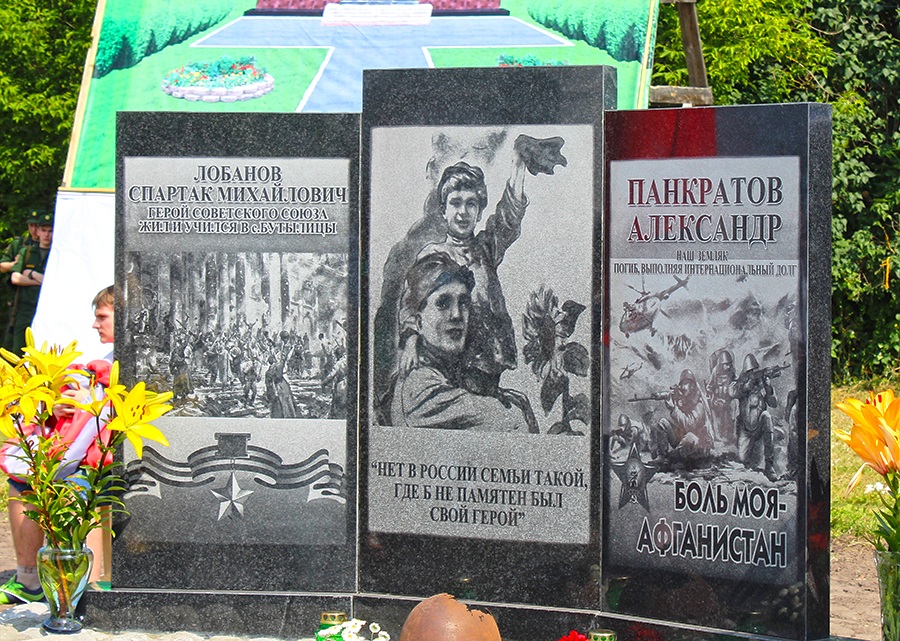 ЛОБАНОВ
СПАРТАК МИХАЙЛОВИЧ
ГЕРОЙ СОВЕТСКОГО СОЮЗА
ЖИЛ И УЧИЛСЯ В с.БУТЫЛИЦЫ
"НЕТ В РОССИИ СЕМЬИ ТАКОЙ,
ГДЕ Б НЕ ПАМЯТЕН БЫЛ
СВОЙ ГЕРОЙ"
ПАНКРАТОВ
АЛЕКСАНДР
НАШ ЗЕМЛЯК
ПОГИБ, ВЫПОЛНЯЯ ИНТЕРНАЦИОНАЛЬНЫЙ ДОЛГ
БОЛЬ МОЯ-
АФГАНИСТАН